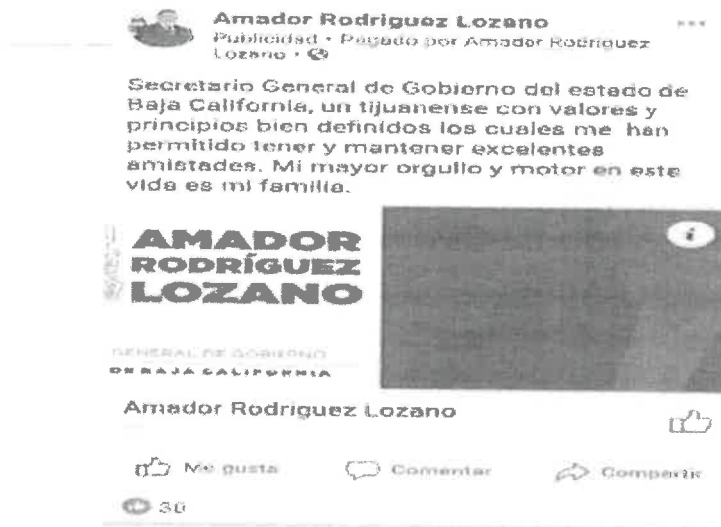 Amador Rodriguez Lozano
Publicidad • Pagado por Amador Rodriguez
Lozano •
Secretario General de Gobierno del estado de
Baja California, un tijuanense con valores y
principios bien definidos los cuales me han
permitido tener y mantener excelentes
amistades. Mi mayor orgullo y motor en este
vida es mi familia.
AMADOR
RODRÍGUEZ
LOZANO
GENERAL DE GOBIERNO
DE BAJA CALIFORNIA
Amador Rodriguez Lozano
Me gusta
Comentar
Compartir
30